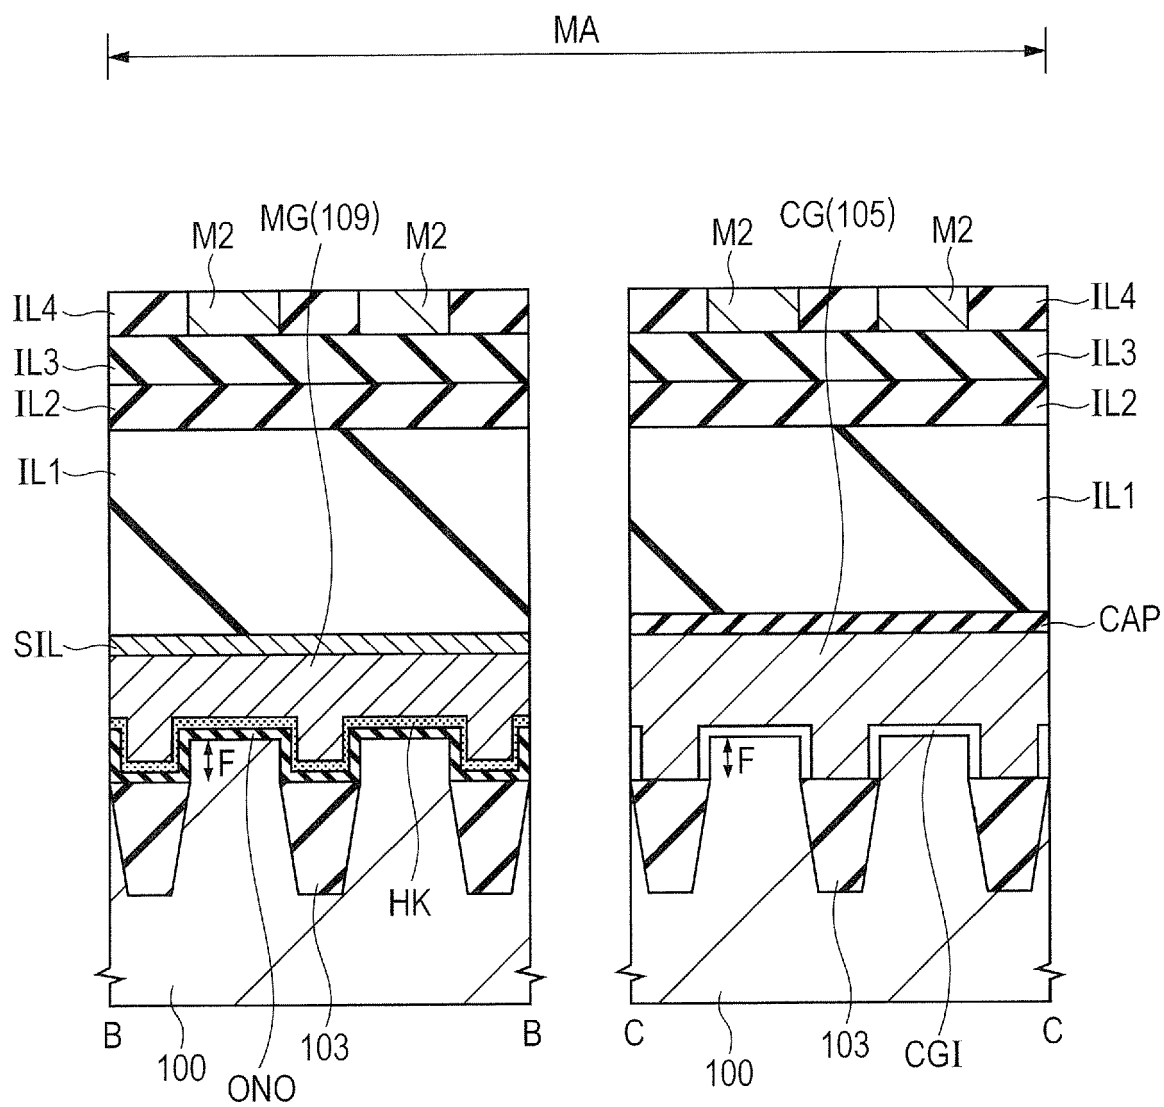 MA
MG(109)
CG(105)
M2
M2
M2
M2
IL4
IL4
IL3
IL3
IL2
IL2
IL1
IL1
SIL
CAP
F
F
HK
B
B
C
C
100
103
100
103
CGI
ONO